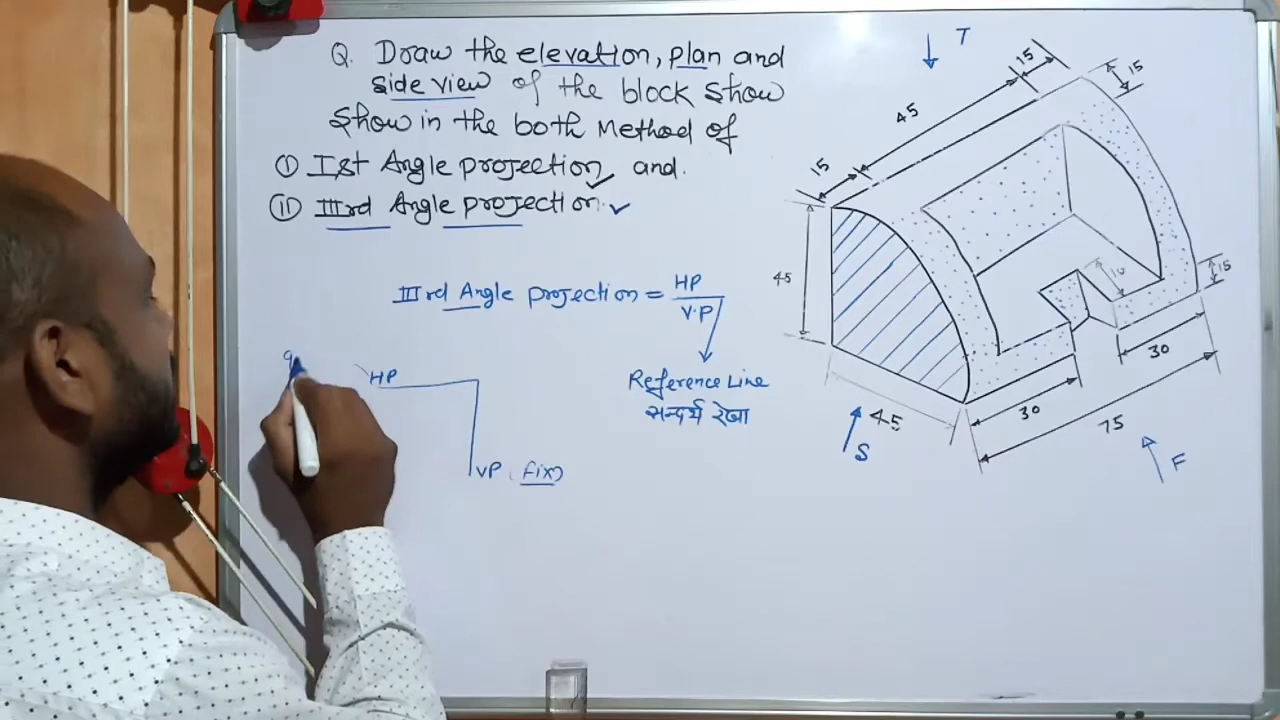 Q. Draw the elevation, plan and
side view of the block show
show in the both Method of
(i) Ist Angle projection and.
(ii) IIIrd Angle projection.
IIIrd Angle projection = HP
V.P
Reference Line
सन्दर्भ रेखा
HP
VP (fix)
T
15
15
45
15
45
10
15
30
30
75
45
S
F